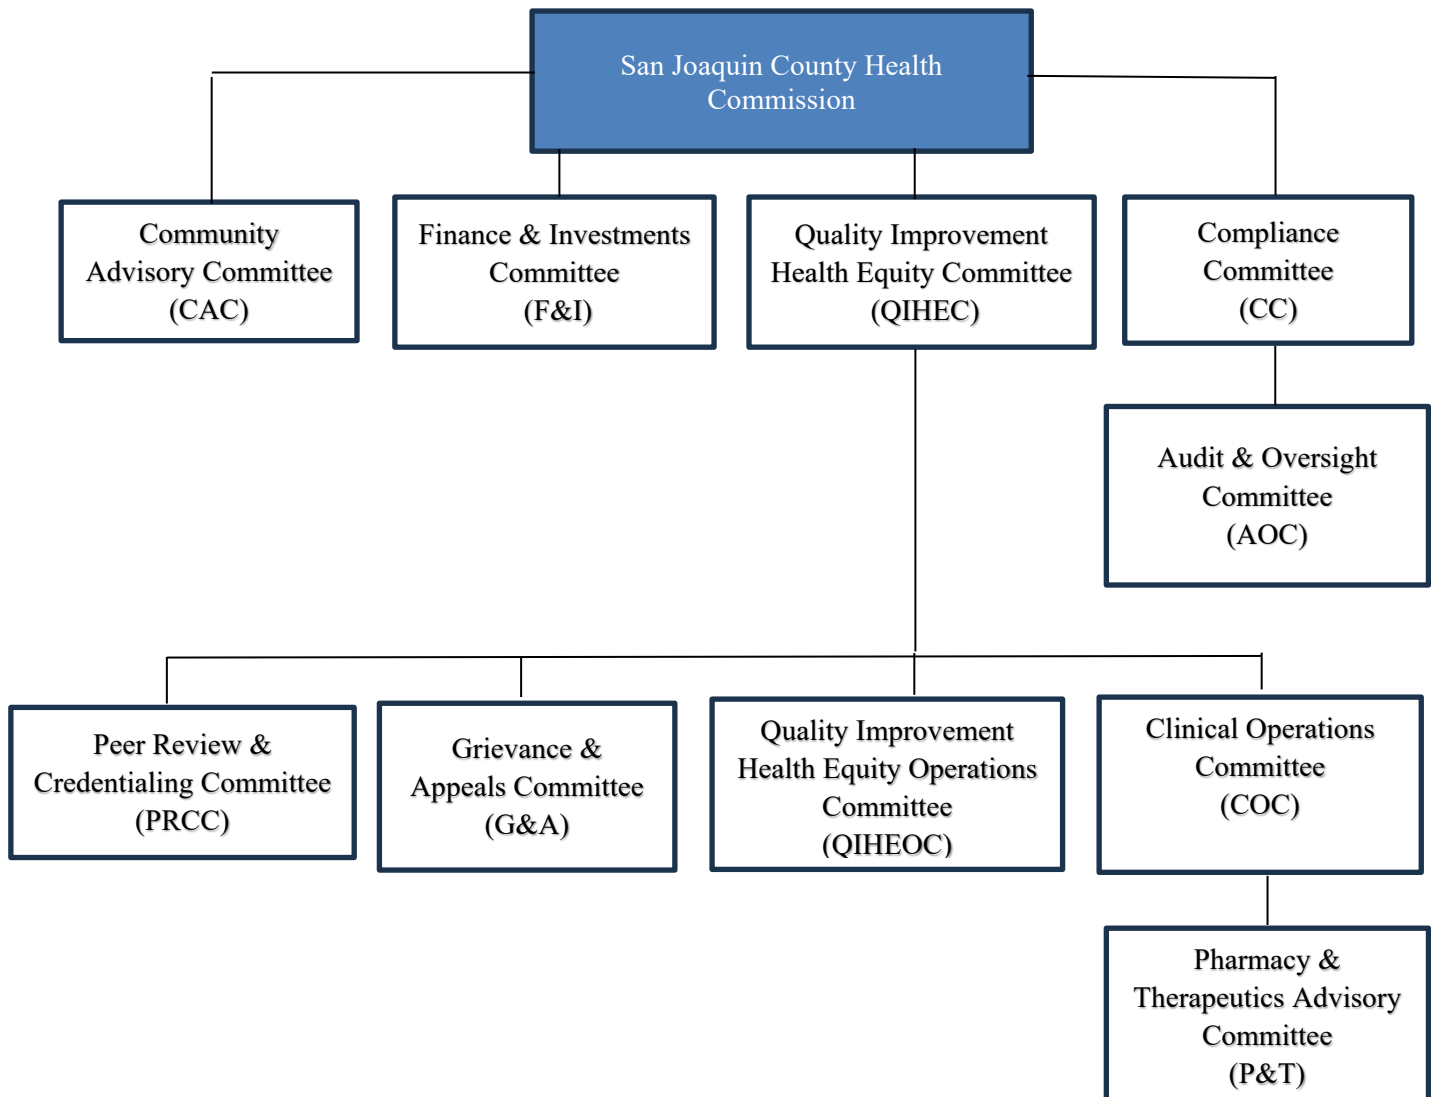 San Joaquin County Health
Commission
Community
Advisory Committee
(CAC)
Finance & Investments
Committee
(F&I)
Quality Improvement
Health Equity Committee
(QIHEC)
Compliance
Committee
(CC)
Audit & Oversight
Committee
(AOC)
Peer Review &
Credentialing Committee
(PRCC)
Grievance &
Appeals Committee
(G&A)
Quality Improvement
Health Equity Operations
Committee
(QIHEOC)
Clinical Operations
Committee
(COC)
Pharmacy &
Therapeutics Advisory
Committee
(P&T)